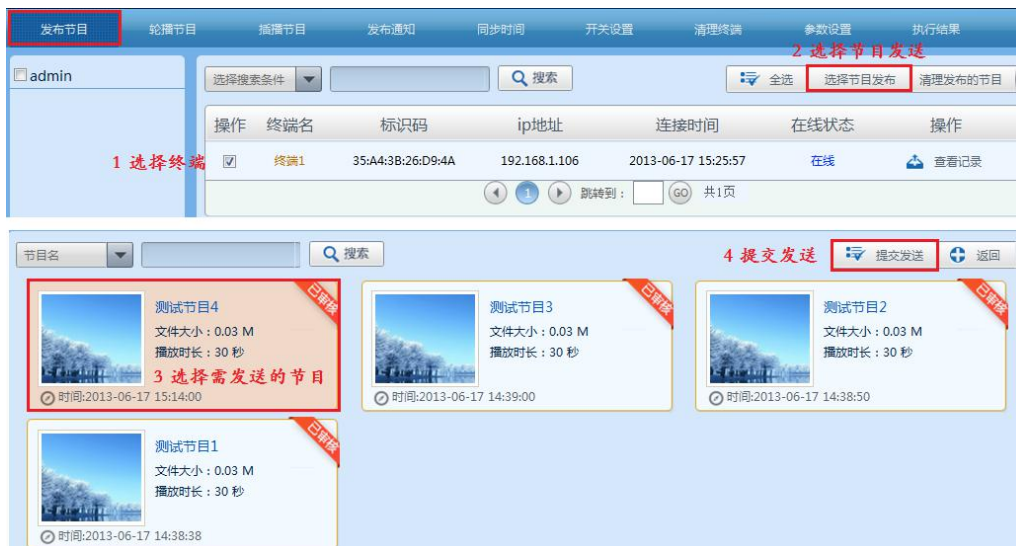 发布节目 轮播节目 插播节目 发布通知 同步时间 开关设置 清理终端 参数设置 执行结果
2 选择节目发送
admin
选择搜索条件 搜索 全选 选择节目发布 清理发布的节目
操作 终端名 标识码 ip地址 连接时间 在线状态 操作
1 选择终端 终端1 35:A4:3B:26:D9:4A 192.168.1.106 2013-06-17 15:25:57 在线 查看记录
1 跳转到: GO 共1页
节目名 搜索 4 提交发送 提交发送 返回
测试节目4
已审核
文件大小:0.03 M
播放时长:30 秒
3 选择需发送的节目
时间:2013-06-17 15:14:00
测试节目3
已审核
文件大小:0.03 M
播放时长:30 秒
时间:2013-06-17 14:39:00
测试节目2
已审核
文件大小:0.03 M
播放时长:30 秒
时间:2013-06-17 14:38:50
测试节目1
已审核
文件大小:0.03 M
播放时长:30 秒
时间:2013-06-17 14:38:38